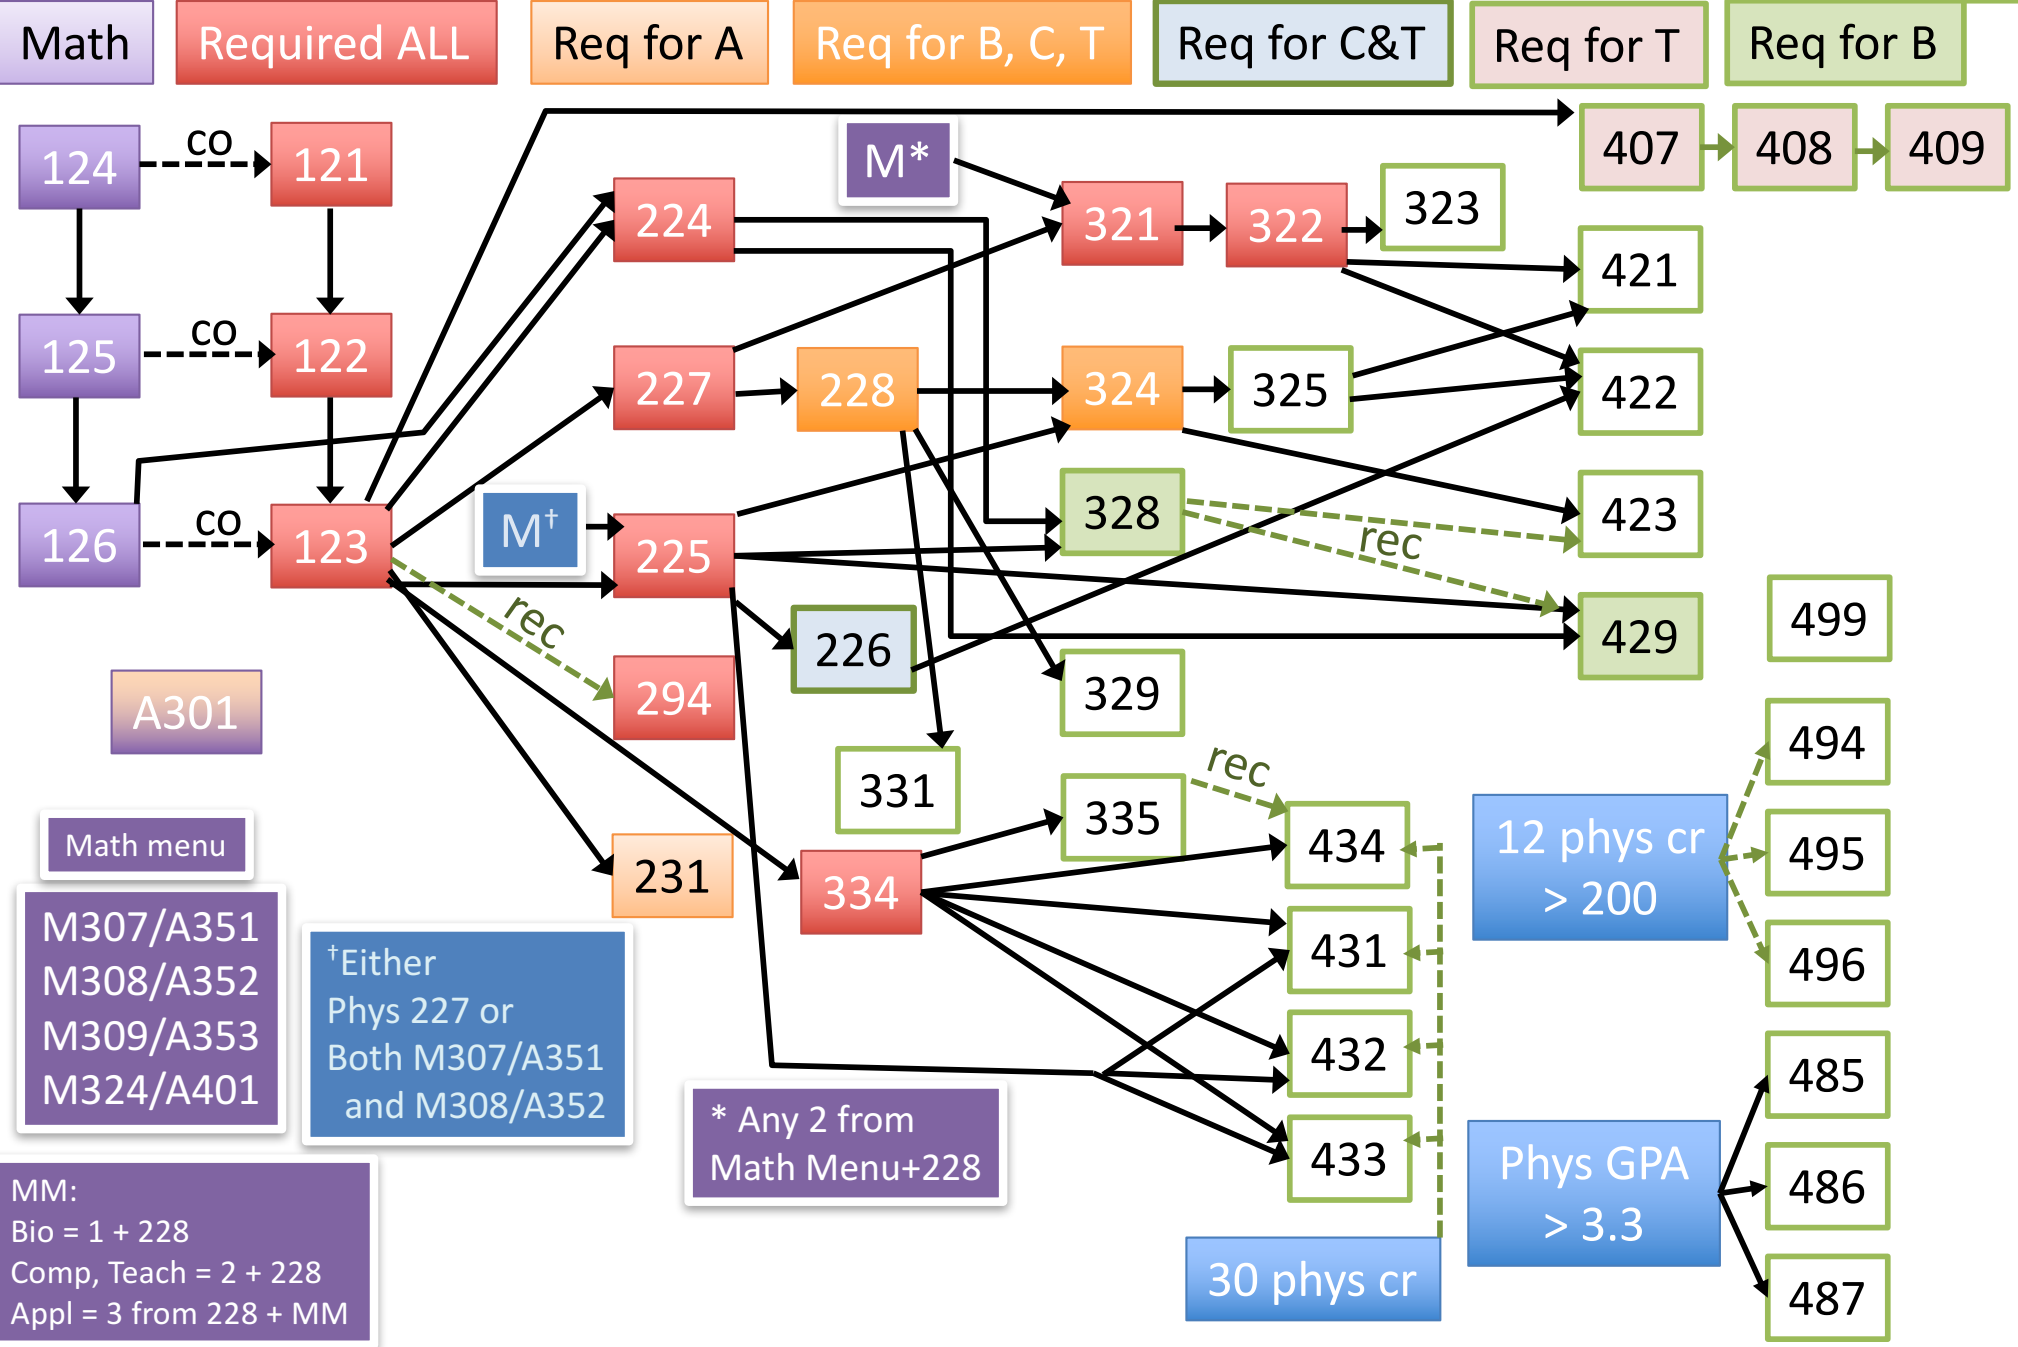 Math
Required ALL
Req for A
Req for B, C, T
Req for C&T
Req for T
Req for B
124
co
121
M*
407
408
409
224
321
322
323
421
125
co
122
227
228
324
325
422
126
co
123
M†
225
328
rec
423
rec
226
429
499
A301
294
329
494
331
335
rec
434
12 phys cr
> 200
495
Math menu
231
334
431
496
M307/A351
M308/A352
M309/A353
M324/A401
†Either
Phys 227 or
Both M307/A351
and M308/A352
432
485
* Any 2 from
Math Menu+228
433
Phys GPA
> 3.3
486
MM:
Bio = 1 + 228
Comp, Teach = 2 + 228
Appl = 3 from 228 + MM
30 phys cr
487